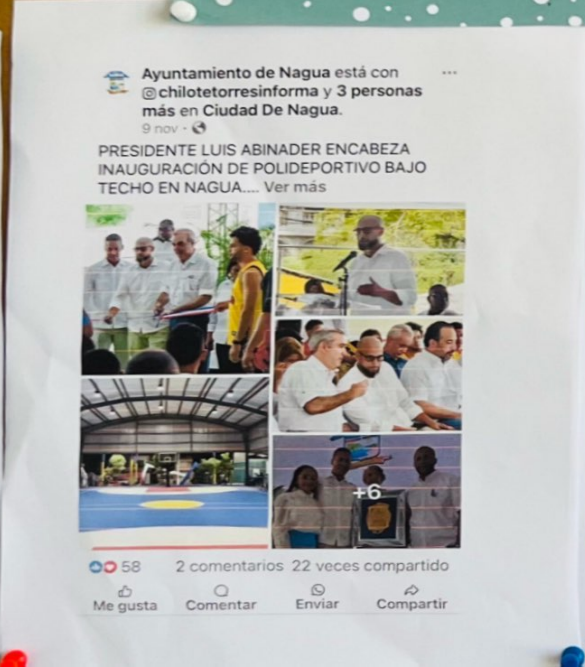 Ayuntamiento de Nagua está con
chilotetorresinforma y 3 personas
más en Ciudad De Nagua.
9 nov ·
PRESIDENTE LUIS ABINADER ENCABEZA
INAUGURACIÓN DE POLIDEPORTIVO BAJO
TECHO EN NAGUA.... Ver más
+6
58 2 comentarios 22 veces compartido
Me gusta Comentar Enviar Compartir